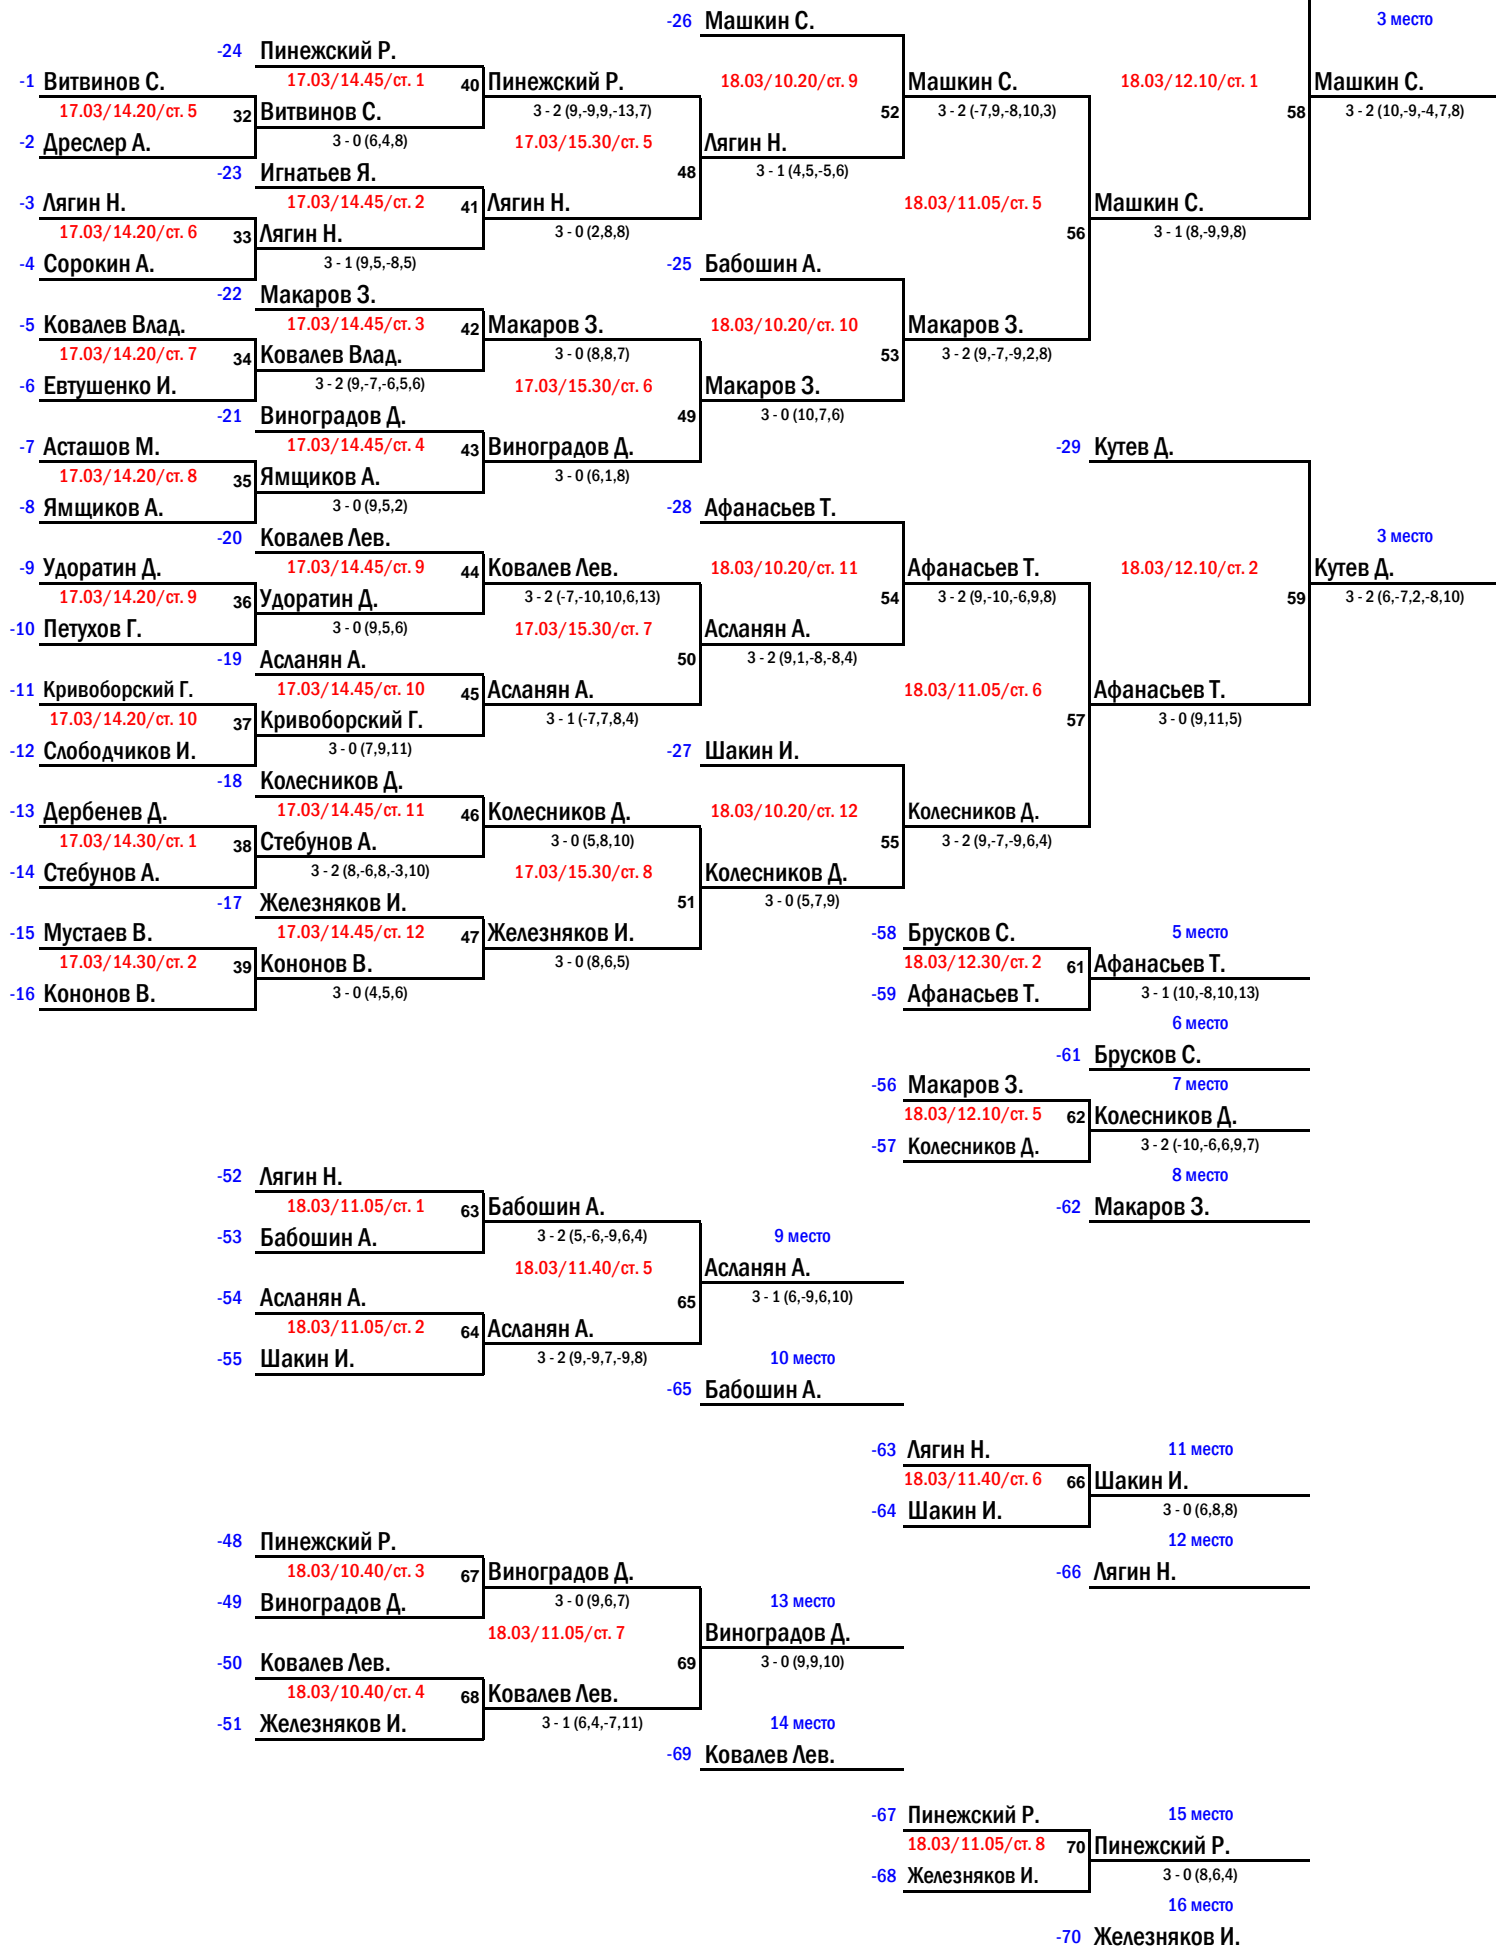 -26 Машкин С. 3 место
-24 Пинежский Р.
-1 Витвинов С. 17.03/14.45/ст. 1 40 Пинежский Р. 18.03/10.20/ст. 9 Машкин С. 18.03/12.10/ст. 1 Машкин С.
17.03/14.20/ст. 5 32 Витвинов С. 3 - 2 (9,-9,9,-13,7) 52 3 - 2 (-7,9,-8,10,3) 58 3 - 2 (10,-9,-4,7,8)
-2 Дреслер А. 3 - 0 (6,4,8) 17.03/15.30/ст. 5 Лягин Н.
-23 Игнатьев Я. 48 3 - 1 (4,5,-5,6)
-3 Лягин Н. 17.03/14.45/ст. 2 41 Лягин Н. 18.03/11.05/ст. 5 Машкин С.
17.03/14.20/ст. 6 33 Лягин Н. 3 - 0 (2,8,8) 56 3 - 1 (8,-9,9,8)
-4 Сорокин А. 3 - 1 (9,5,-8,5) -25 Бабошин А.
-22 Макаров З.
-5 Ковалев Влад. 17.03/14.45/ст. 3 42 Макаров З. 18.03/10.20/ст. 10 Макаров З.
17.03/14.20/ст. 7 34 Ковалев Влад. 3 - 0 (8,8,7) 53 3 - 2 (9,-7,-9,2,8)
-6 Евтушенко И. 3 - 2 (9,-7,-6,5,6) 17.03/15.30/ст. 6 Макаров З.
-21 Виноградов Д. 49 3 - 0 (10,7,6)
-7 Асташов М. 17.03/14.45/ст. 4 43 Виноградов Д. -29 Кутев Д.
17.03/14.20/ст. 8 35 Ямщиков А. 3 - 0 (6,1,8)
-8 Ямщиков А. 3 - 0 (9,5,2) -28 Афанасьев Т.
-20 Ковалев Лев. 3 место
-9 Удоратин Д. 17.03/14.45/ст. 9 44 Ковалев Лев. 18.03/10.20/ст. 11 Афанасьев Т. 18.03/12.10/ст. 2 Кутев Д.
17.03/14.20/ст. 9 36 Удоратин Д. 3 - 2 (-7,-10,10,6,13) 54 3 - 2 (9,-10,-6,9,8) 59 3 - 2 (6,-7,2,-8,10)
-10 Петухов Г. 3 - 0 (9,5,6) 17.03/15.30/ст. 7 Асланян А.
-19 Асланян А. 50 3 - 2 (9,1,-8,-8,4)
-11 Кривоборский Г. 17.03/14.45/ст. 10 45 Асланян А. 18.03/11.05/ст. 6 Афанасьев Т.
17.03/14.20/ст. 10 37 Кривоборский Г. 3 - 1 (-7,7,8,4) 57 3 - 0 (9,11,5)
-12 Слободчиков И. 3 - 0 (7,9,11) -27 Шакин И.
-18 Колесников Д.
-13 Дербенев Д. 17.03/14.45/ст. 11 46 Колесников Д. 18.03/10.20/ст. 12 Колесников Д.
17.03/14.30/ст. 1 38 Стебунов А. 3 - 0 (5,8,10) 55 3 - 2 (9,-7,-9,6,4)
-14 Стебунов А. 3 - 2 (8,-6,8,-3,10) 17.03/15.30/ст. 8 Колесников Д.
-17 Железняков И. 51 3 - 0 (5,7,9)
-15 Мустаев В. 17.03/14.45/ст. 12 47 Железняков И. -58 Брусков С. 5 место
17.03/14.30/ст. 2 39 Кононов В. 3 - 0 (8,6,5) 18.03/12.30/ст. 2 61 Афанасьев Т.
-16 Кононов В. 3 - 0 (4,5,6) -59 Афанасьев Т. 3 - 1 (10,-8,10,13)
6 место
-61 Брусков С.
-56 Макаров З. 7 место
18.03/12.10/ст. 5 62 Колесников Д.
-57 Колесников Д. 3 - 2 (-10,-6,6,9,7)
-52 Лягин Н. 8 место
18.03/11.05/ст. 1 63 Бабошин А. -62 Макаров З.
-53 Бабошин А. 3 - 2 (5,-6,-9,6,4) 9 место
18.03/11.40/ст. 5 Асланян А.
-54 Асланян А. 65 3 - 1 (6,-9,6,10)
18.03/11.05/ст. 2 64 Асланян А.
-55 Шакин И. 3 - 2 (9,-9,7,-9,8) 10 место
-65 Бабошин А.
-63 Лягин Н. 11 место
18.03/11.40/ст. 6 66 Шакин И.
-64 Шакин И. 3 - 0 (6,8,8)
-48 Пинежский Р. 12 место
18.03/10.40/ст. 3 67 Виноградов Д. -66 Лягин Н.
-49 Виноградов Д. 3 - 0 (9,6,7) 13 место
18.03/11.05/ст. 7 Виноградов Д.
-50 Ковалев Лев. 69 3 - 0 (9,9,10)
18.03/10.40/ст. 4 68 Ковалев Лев.
-51 Железняков И. 3 - 1 (6,4,-7,11) 14 место
-69 Ковалев Лев.
-67 Пинежский Р. 15 место
18.03/11.05/ст. 8 70 Пинежский Р.
-68 Железняков И. 3 - 0 (8,6,4)
16 место
-70 Железняков И.